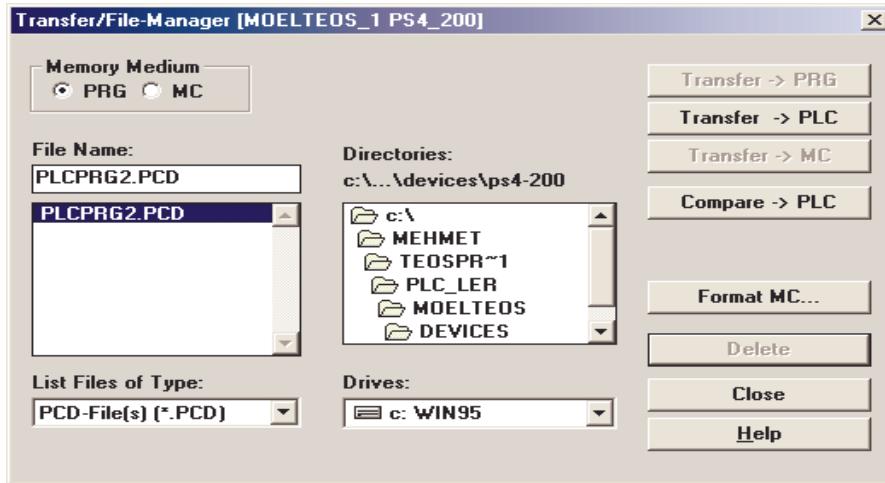 Transfer/File-Manager [MOELTEOS_1 PS4_200]
Memory Medium
PRG MC
File Name:
PLCPRG2.PCD
PLCPRG2.PCD
List Files of Type:
PCD-File(s) (*.PCD)
Directories:
c:\...\devices\ps4-200
c:\
MEHMET
TEOSPR~1
PLC_LER
MOELTEOS
DEVICES
Drives:
c: WIN95
Transfer -> PRG
Transfer -> PLC
Transfer -> MC
Compare -> PLC
Format MC...
Delete
Close
Help